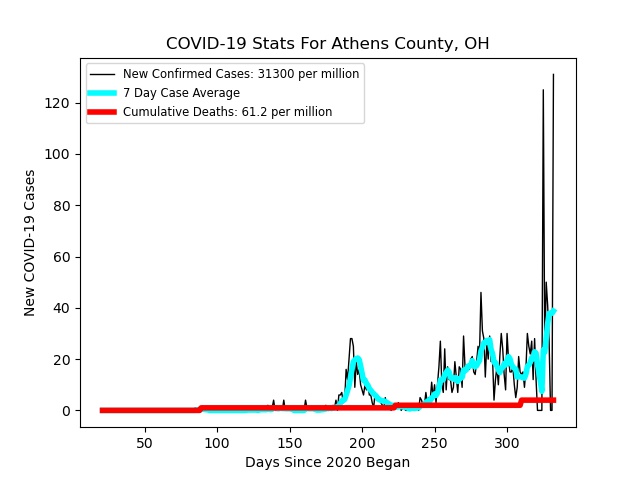 COVID-19 Stats For Athens County, OH
New Confirmed Cases: 31300 per million
7 Day Case Average
Cumulative Deaths: 61.2 per million
New COVID-19 Cases
120
100
80
60
40
20
0
50
100
150
200
250
300
Days Since 2020 Began